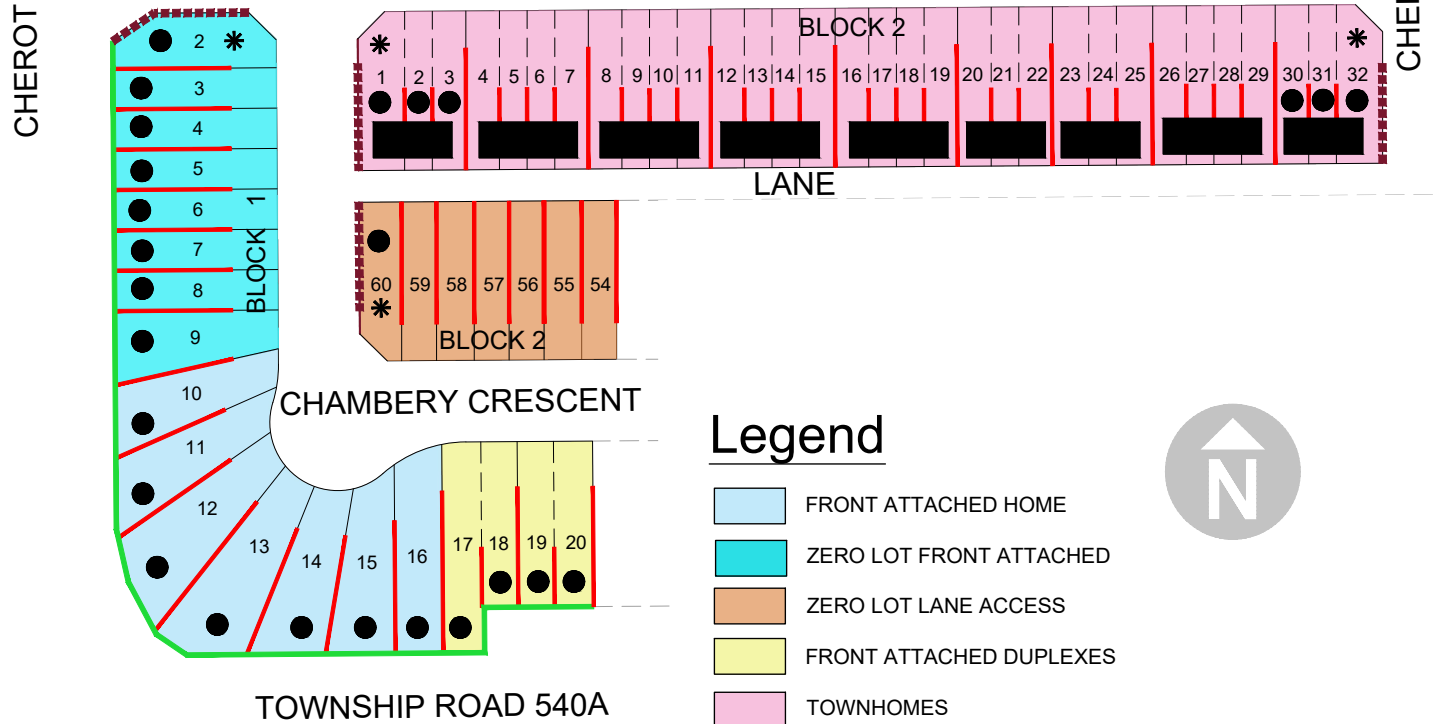 CHEROT
2
3
4
5
6
7
8
9
BLOCK 1
10
11
12
13
14
15
16
17
18
19
20
BLOCK 2
1 2 3 4 5 6 7 8 9 10 11 12 13 14 15 16 17 18 19 20 21 22 23 24 25 26 27 28 29 30 31 32
LANE
60 59 58 57 56 55 54
BLOCK 2
CHAMBERY CRESCENT
TOWNSHIP ROAD 540A
Legend
FRONT ATTACHED HOME
ZERO LOT FRONT ATTACHED
ZERO LOT LANE ACCESS
FRONT ATTACHED DUPLEXES
TOWNHOMES
N